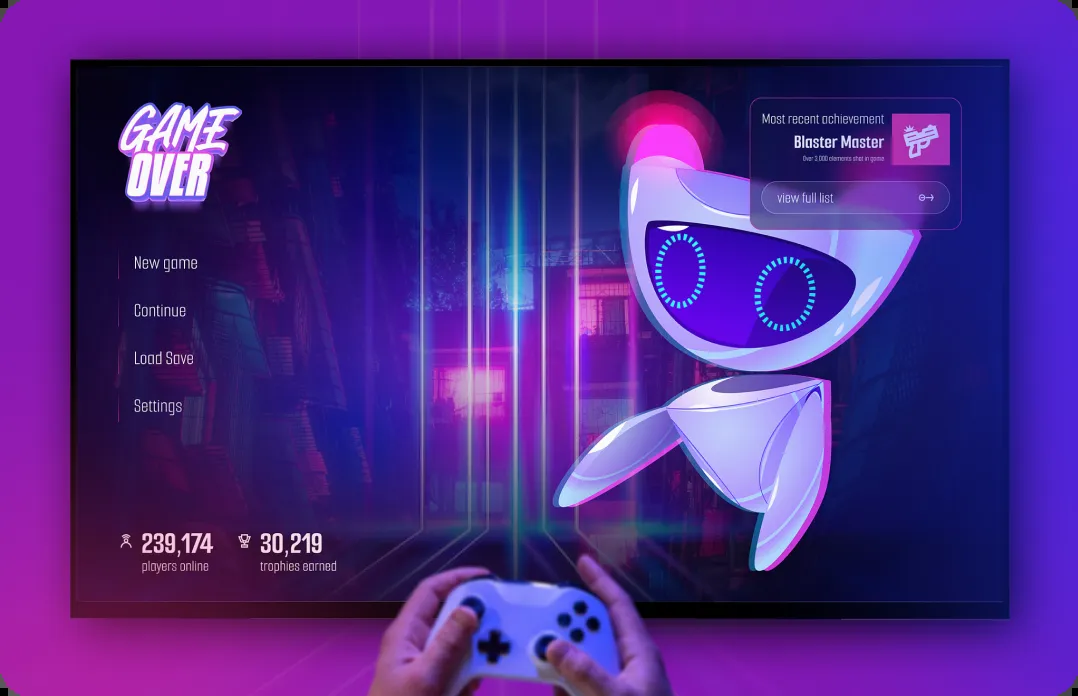 GAME
OVER
Most recent achievement
Blaster Master
Over 3,000 elements shot in game
view full list
New game
Continue
Load Save
Settings
239,174
players online
30,219
trophies earned